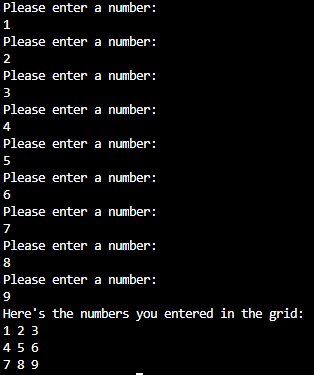 Please enter a number:
1
Please enter a number:
2
Please enter a number:
3
Please enter a number:
4
Please enter a number:
5
Please enter a number:
6
Please enter a number:
7
Please enter a number:
8
Please enter a number:
9
Here's the numbers you entered in the grid:
1 2 3
4 5 6
7 8 9